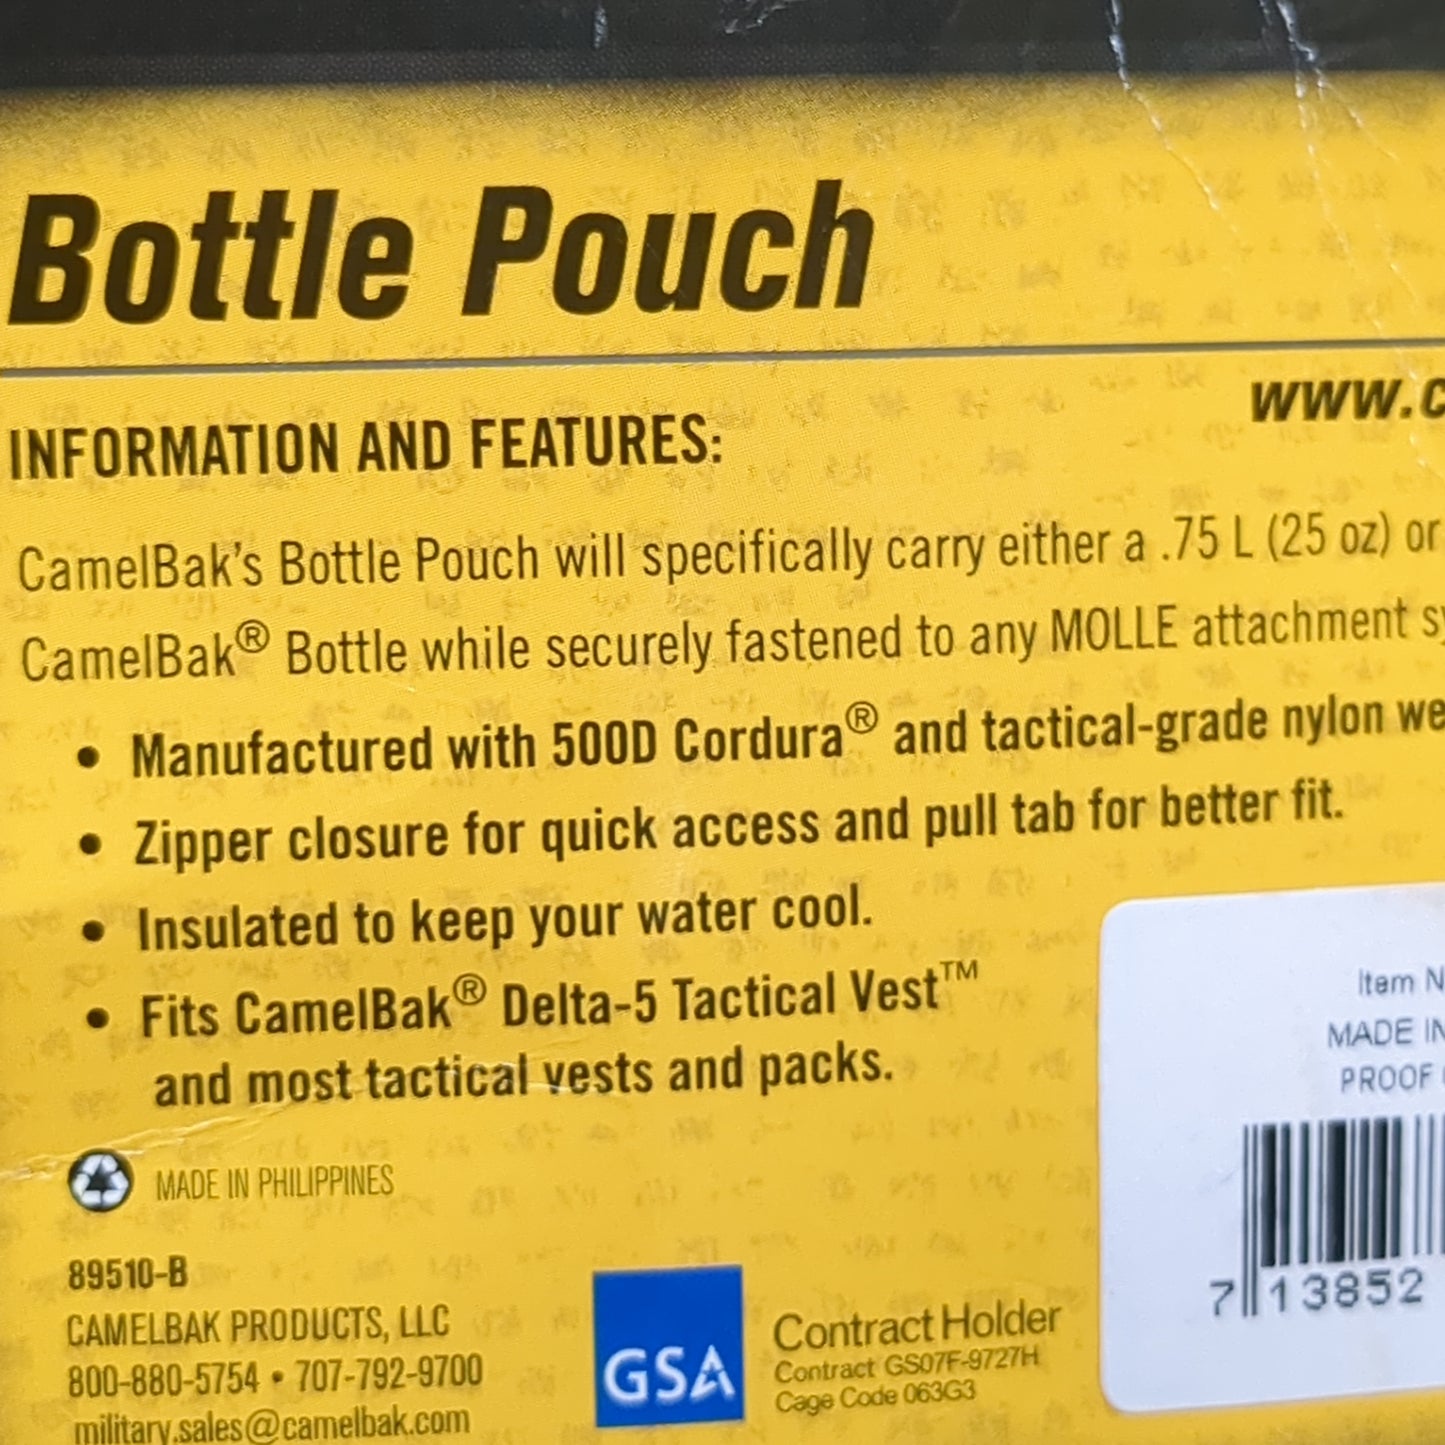 Bottle Pouch
www.c
INFORMATION AND FEATURES:
CamelBak's Bottle Pouch will specifically carry either a .75 L (25 oz) or
CamelBak® Bottle while securely fastened to any MOLLE attachment sy
• Manufactured with 500D Cordura® and tactical-grade nylon we
• Zipper closure for quick access and pull tab for better fit.
• Insulated to keep your water cool.
• Fits CamelBak® Delta-5 Tactical Vest™
and most tactical vests and packs.
MADE IN PHILIPPINES
89510-B
CAMELBAK PRODUCTS, LLC
800-880-5754 • 707-792-9700
military.sales@camelbak.com
GSA
Contract Holder
Contract GS07F-9727H
Cage Code 063G3
Item N
MADE IN
PROOF
7 13852